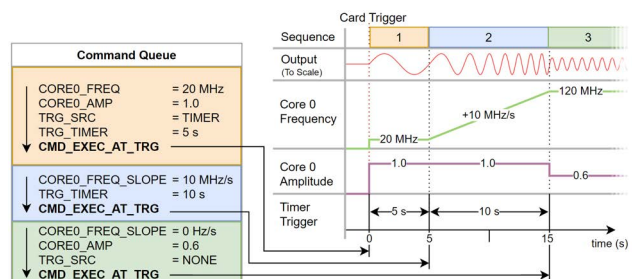 Card Trigger
Sequence 1 2 3
Output
(To Scale)
Core 0
Frequency
20 MHz
+10 MHz/s
120 MHz
Core 0
Amplitude
1.0
1.0
0.6
Timer
Trigger
5 s
10 s
0 5 15
time (s)
Command Queue
CORE0_FREQ = 20 MHz
CORE0_AMP = 1.0
TRG_SRC = TIMER
TRG_TIMER = 5 s
CMD_EXEC_AT_TRG
CORE0_FREQ_SLOPE = 10 MHz/s
TRG_TIMER = 10 s
CMD_EXEC_AT_TRG
CORE0_FREQ_SLOPE = 0 Hz/s
CORE0_AMP = 0.6
TRG_SRC = NONE
CMD_EXEC_AT_TRG